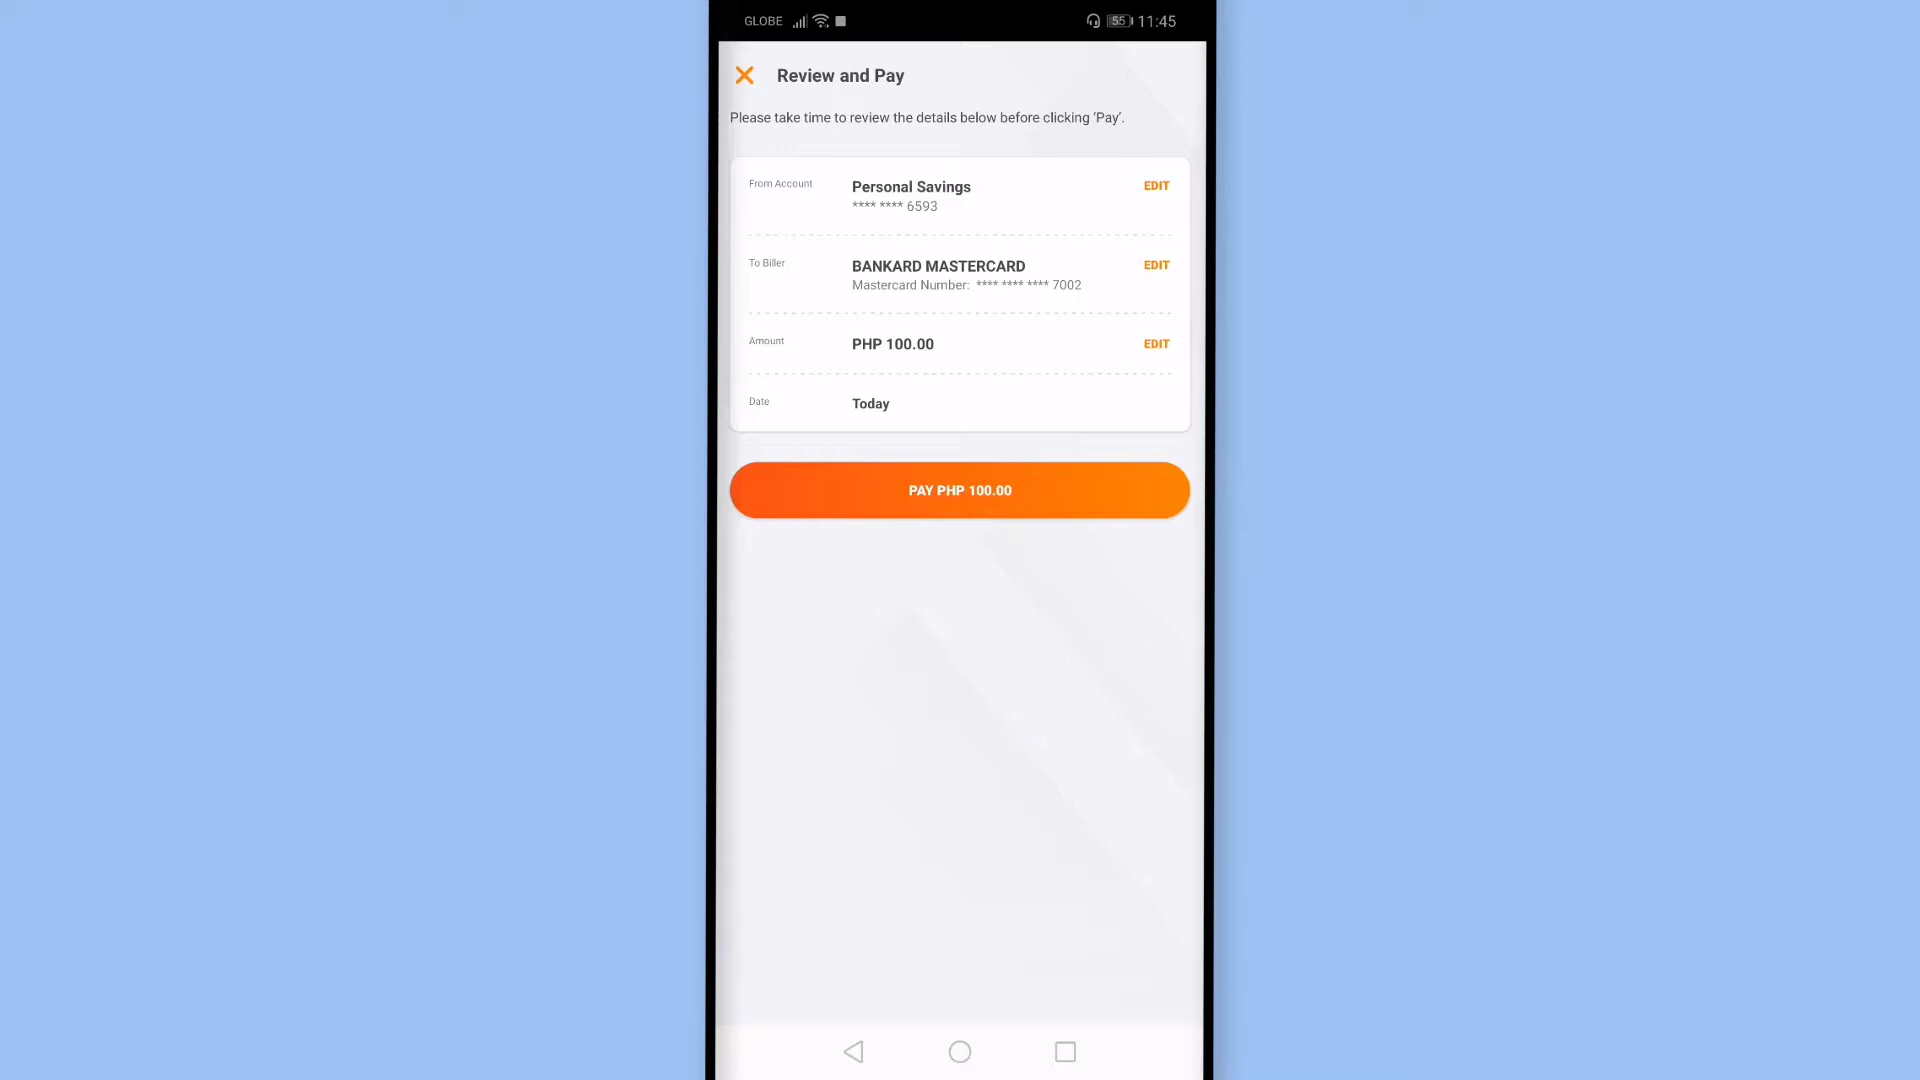 GLOBE 55 11:45
Review and Pay
Please take time to review the details below before clicking ‘Pay’.
From Account Personal Savings EDIT
**** **** 6593
To Biller BANKARD MASTERCARD EDIT
Mastercard Number: **** **** **** 7002
Amount PHP 100.00 EDIT
Date Today
PAY PHP 100.00